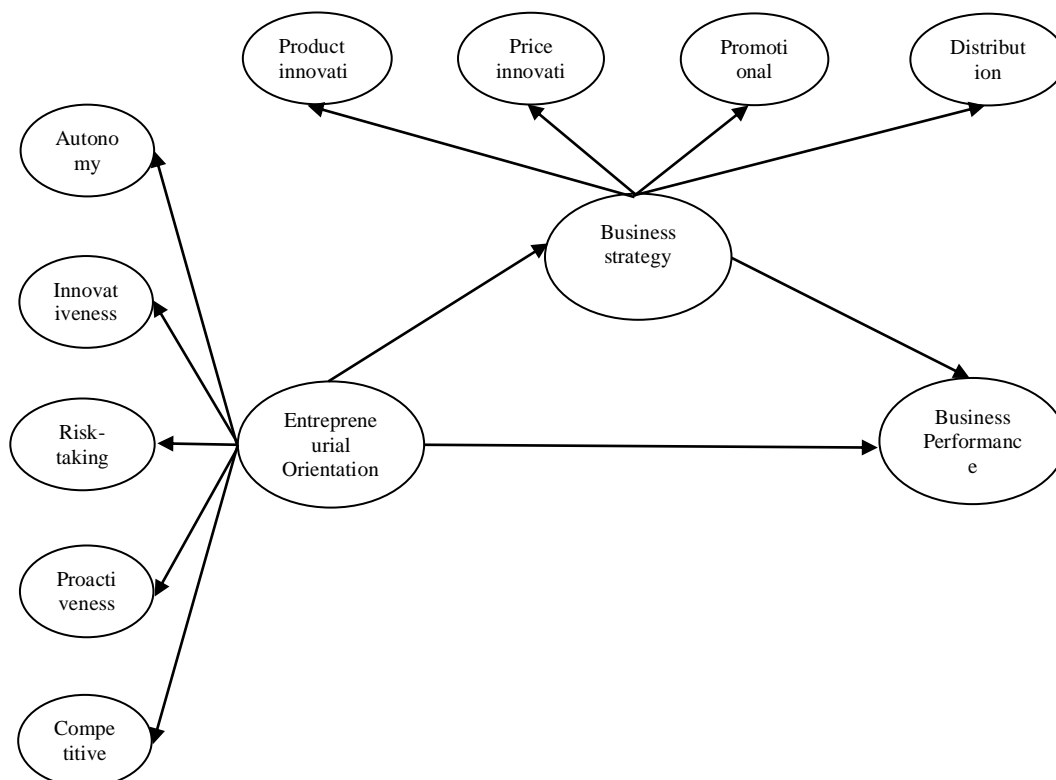 Product
innovati
Price
innovati
Promoti
onal
Distribut
ion
Autono
my
Business
strategy
Innovat
iveness
Risk-
taking
Entreprene
urial
Orientation
Business
Performanc
e
Proacti
veness
Compe
titive